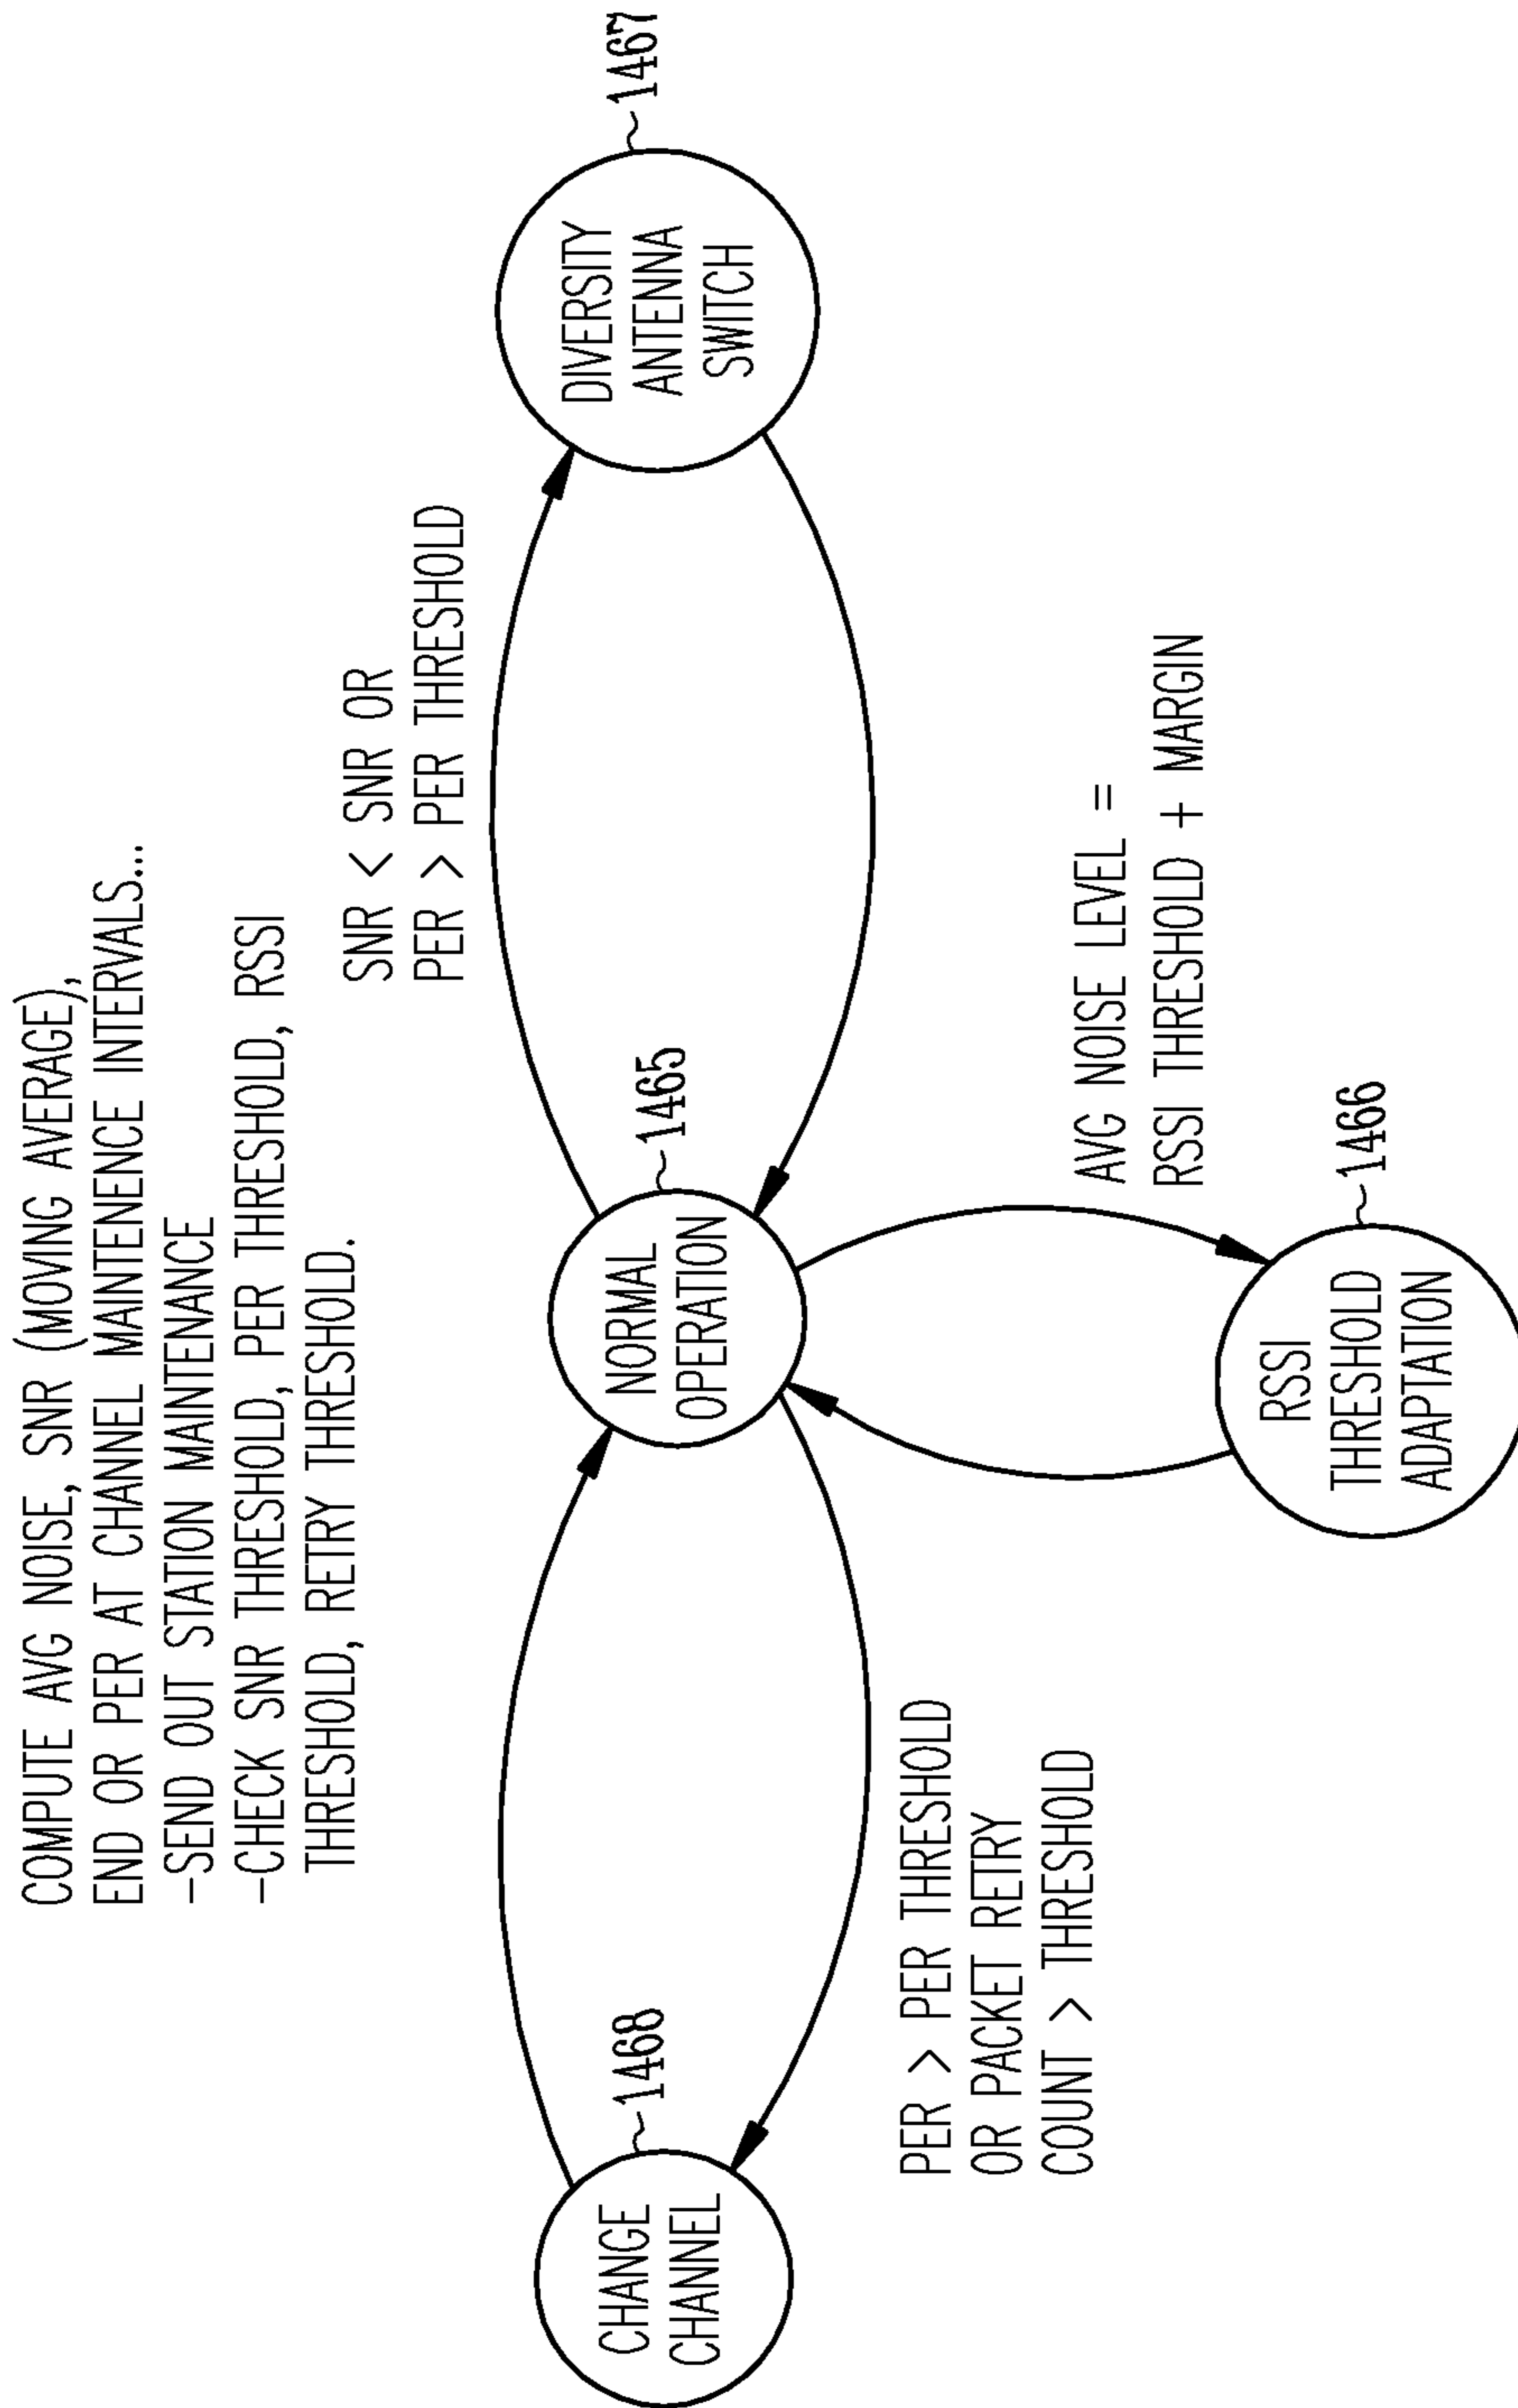 COMPUTE AVG NOISE, SNR (MOVING AVERAGE),
END OR PER AT CHANNEL MAINTENENCE INTERVALS...
-SEND OUT STATION MAINTENANCE
-CHECK SNR THRESHOLD, PER THRESHOLD, RSSI
THRESHOLD, RETRY THRESHOLD.
SNR < SNR OR
PER > PER THRESHOLD
CHANGE
CHANNEL
1468
NORMAL
OPERATION
1465
DIVERSITY
ANTENNA
SWITCH
1467
PER > PER THRESHOLD
OR PACKET RETRY
COUNT > THRESHOLD
AVG NOISE LEVEL =
RSSI THRESHOLD + MARGIN
RSSI
THRESHOLD
ADAPTATION
1466